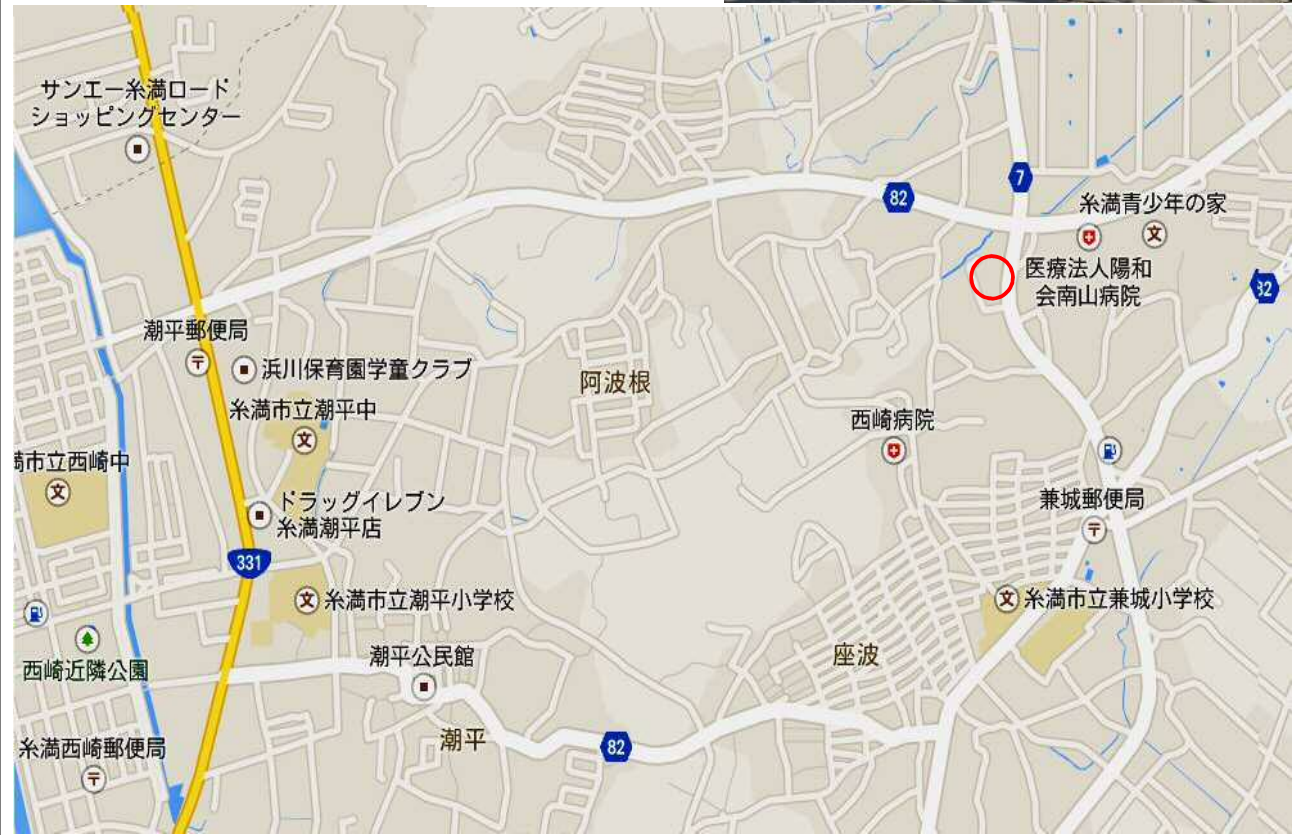 サンエー糸満ロード
ショッピングセンター
7
82
糸満青少年の家
医療法人陽和
会南山病院
82
潮平郵便局
浜川保育園学童クラブ
阿波根
糸満市立潮平中
文
西崎病院
満市立西崎中
文
ドラッグイレブン
糸満潮平店
兼城郵便局
331
文
糸満市立潮平小学校
文
糸満市立兼城小学校
西崎近隣公園
潮平公民館
座波
潮平
82
糸満西崎郵便局
文